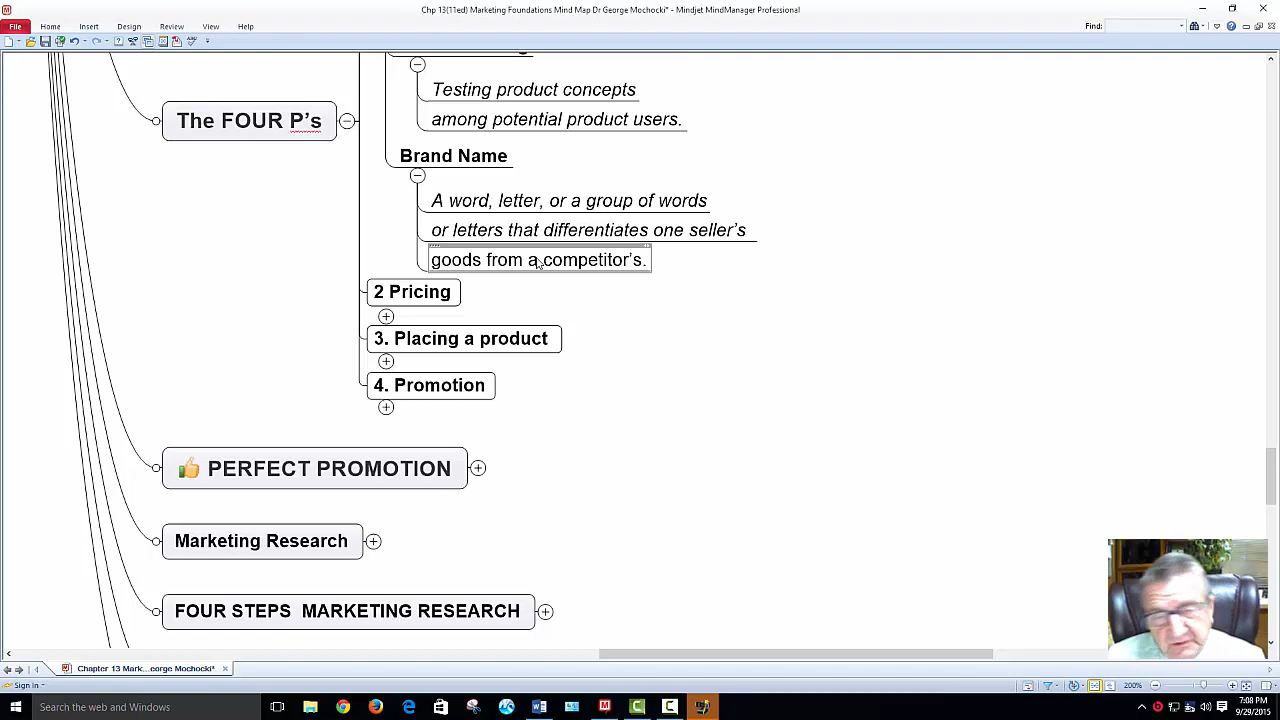 Chp 13(11ed) Marketing Foundations Mind Map Dr George Mochocki* - Mindjet MindManager Professional
File Home Insert Design Review View Help Find:
Testing product concepts
among potential product users.
The FOUR P's
Brand Name
A word, letter, or a group of words
or letters that differentiates one seller's
goods from a competitor's.
2 Pricing
3. Placing a product
4. Promotion
PERFECT PROMOTION
Marketing Research
FOUR STEPS MARKETING RESEARCH
Chapter 13 Mark...eorge Mochocki*
Sign In
200%
Search the web and Windows
7:08 PM
9/29/2015